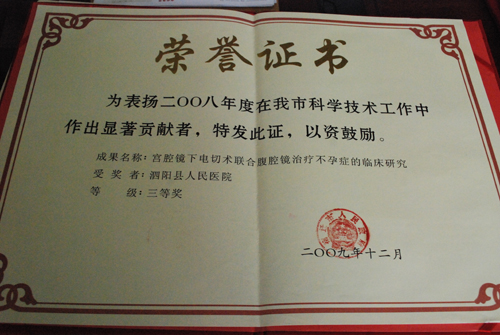 荣誉证书
为表扬二〇〇八年度在我市科学技术工作中
作出显著贡献者，特发此证，以资鼓励。
成果名称：宫腔镜下电切术联合腹腔镜治疗不孕症的临床研究
受奖者：泗阳县人民医院
等级：三等奖
二〇〇九年十二月